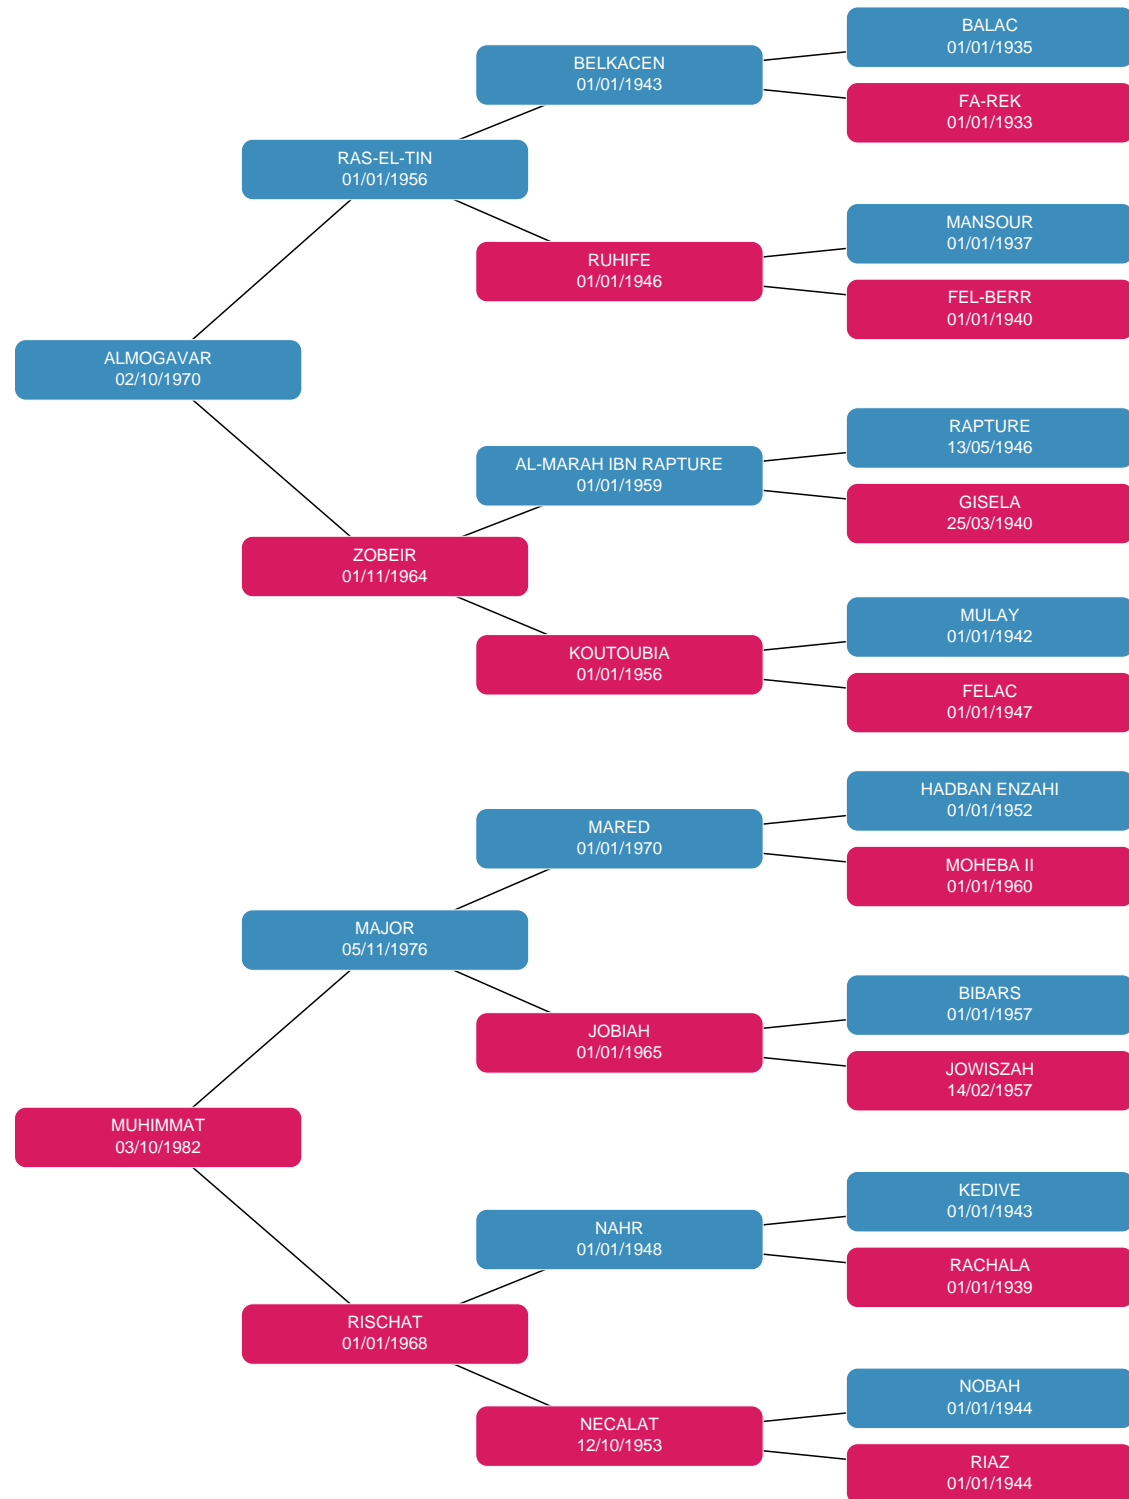 BALAC
01/01/1935
BELKACEN
01/01/1943
FA-REK
01/01/1933
RAS-EL-TIN
01/01/1956
MANSOUR
01/01/1937
RUHIFE
01/01/1946
FEL-BERR
01/01/1940
ALMOGAVAR
02/10/1970
RAPTURE
13/05/1946
AL-MARAH IBN RAPTURE
01/01/1959
GISELA
25/03/1940
ZOBEIR
01/11/1964
MULAY
01/01/1942
KOUTOUBIA
01/01/1956
FELAC
01/01/1947
HADBAN ENZAHI
01/01/1952
MARED
01/01/1970
MOHEBA II
01/01/1960
MAJOR
05/11/1976
BIBARS
01/01/1957
JOBIAH
01/01/1965
JOWISZAH
14/02/1957
MUHIMMAT
03/10/1982
KEDIVE
01/01/1943
NAHR
01/01/1948
RACHALA
01/01/1939
RISCHAT
01/01/1968
NOBAH
01/01/1944
NECALAT
12/10/1953
RIAZ
01/01/1944